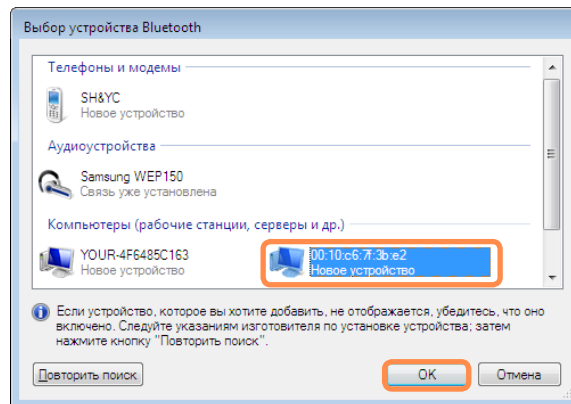 Выбор устройства Bluetooth
Телефоны и модемы
SH&YC
Новое устройство
Аудиоустройства
Samsung WEP150
Связь уже установлена
Компьютеры (рабочие станции, серверы и др.)
YOUR-4F6485C163
Новое устройство
00:10:c6:7f:3b:e2
Новое устройство
Если устройство, которое вы хотите добавить, не отображается, убедитесь, что оно
включено. Следуйте указаниям изготовителя по установке устройства; затем
нажмите кнопку "Повторить поиск".
Повторить поиск
OK
Отмена